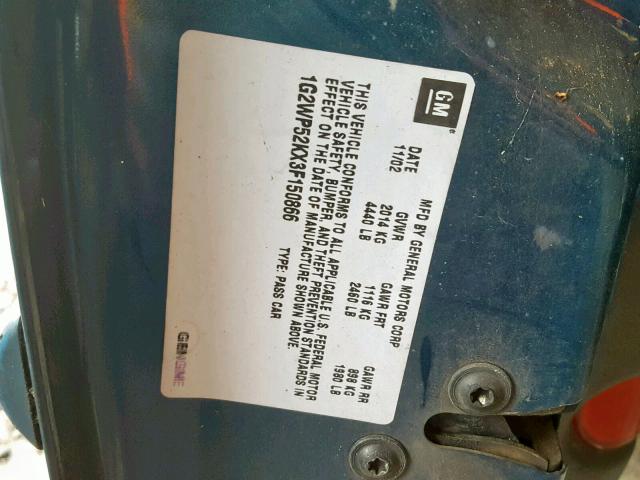 GM
MFD BY GENERAL MOTORS CORP
DATE GVWR GAWR FRT GAWR RR
11/02 2014 KG 1116 KG 898 KG
4440 LB 2460 LB 1980 LB
THIS VEHICLE CONFORMS TO ALL APPLICABLE U.S. FEDERAL MOTOR
VEHICLE SAFETY, BUMPER, AND THEFT PREVENTION STANDARDS IN
EFFECT ON THE DATE OF MANUFACTURE SHOWN ABOVE.
1G2WP52KX3F150866 TYPE: PASS CAR